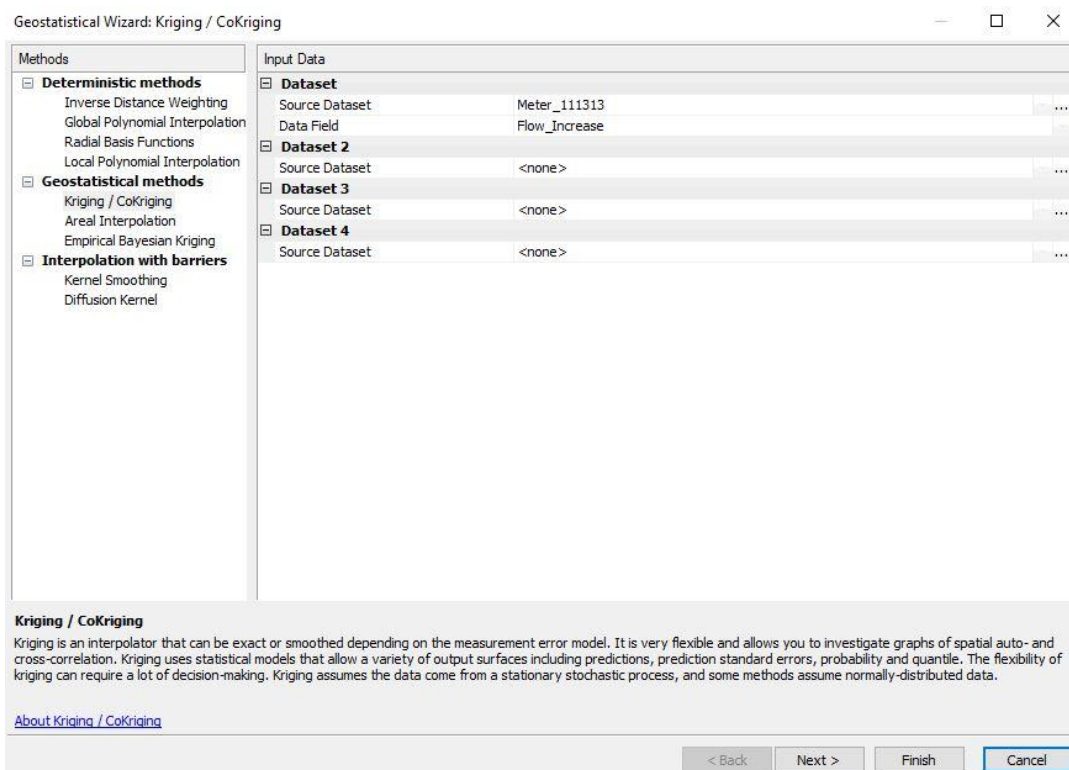 Geostatistical Wizard: Kriging / CoKriging
Methods
Deterministic methods
Inverse Distance Weighting
Global Polynomial Interpolation
Radial Basis Functions
Local Polynomial Interpolation
Geostatistical methods
Kriging / CoKriging
Areal Interpolation
Empirical Bayesian Kriging
Interpolation with barriers
Kernel Smoothing
Diffusion Kernel
Input Data
Dataset
Source Dataset Meter_111313 ...
Data Field Flow_Increase
Dataset 2
Source Dataset <none> ...
Dataset 3
Source Dataset <none> ...
Dataset 4
Source Dataset <none> ...
Kriging / CoKriging
Kriging is an interpolator that can be exact or smoothed depending on the measurement error model. It is very flexible and allows you to investigate graphs of spatial auto- and
cross-correlation. Kriging uses statistical models that allow a variety of output surfaces including predictions, prediction standard errors, probability and quantile. The flexibility of
kriging can require a lot of decision-making. Kriging assumes the data come from a stationary stochastic process, and some methods assume normally-distributed data.
About Kriging / CoKriging
< Back Next > Finish Cancel